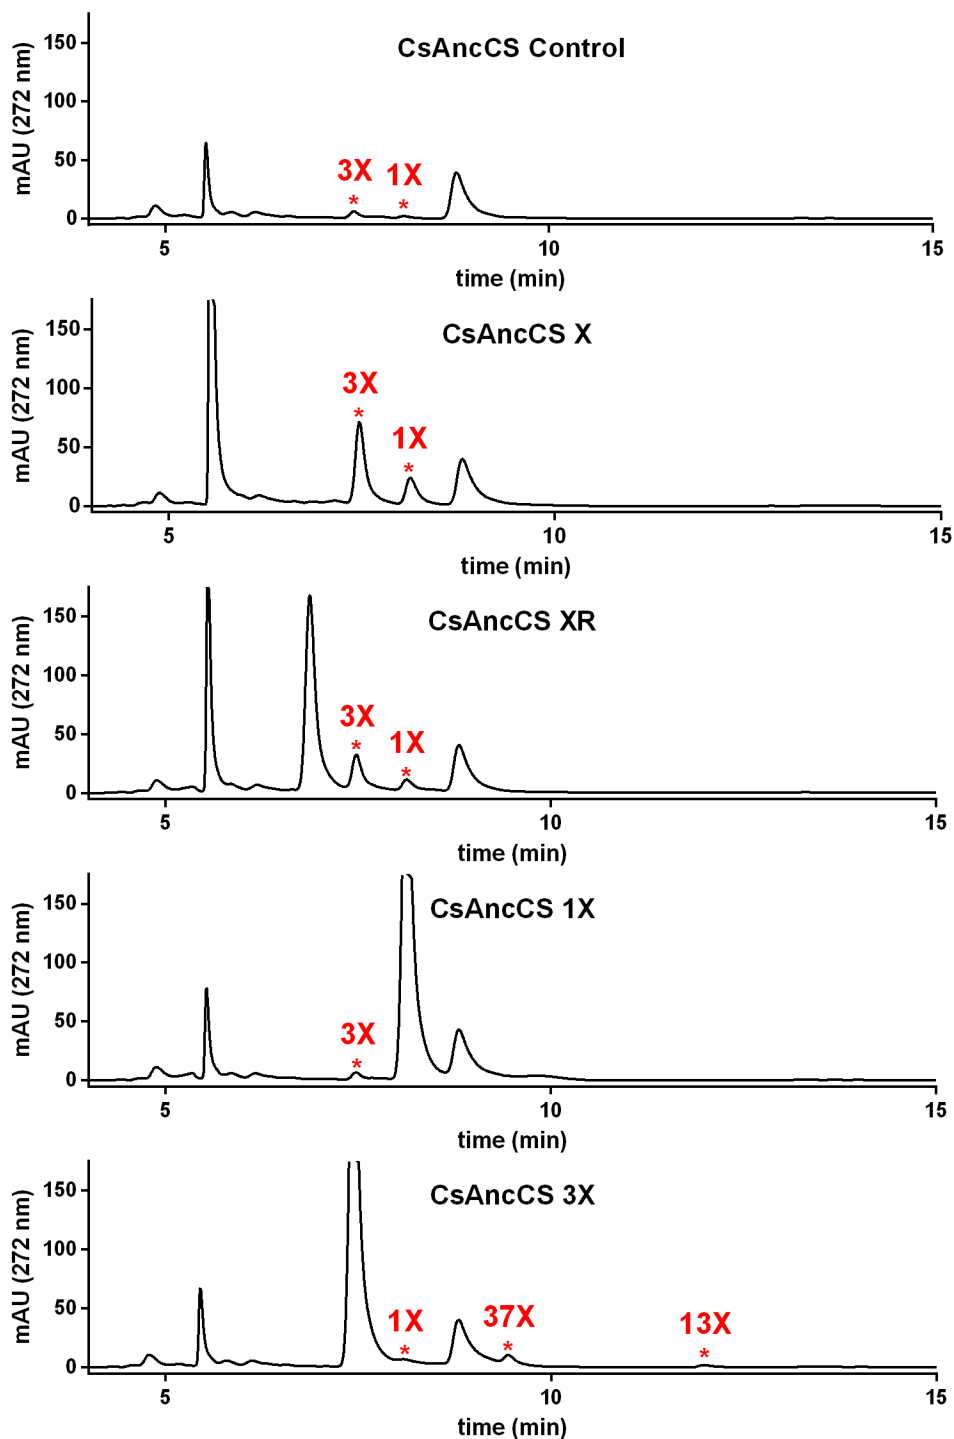 CsAncCS Control
mAU (272 nm)
150
100
50
0
3X 1X
* *
5 10 15
time (min)
CsAncCS X
mAU (272 nm)
150
100
50
0
3X
*
1X
*
5 10 15
time (min)
CsAncCS XR
mAU (272 nm)
150
100
50
0
3X
*
1X
*
5 10 15
time (min)
CsAncCS 1X
mAU (272 nm)
150
100
50
0
3X
*
5 10 15
time (min)
CsAncCS 3X
mAU (272 nm)
150
100
50
0
1X 37X 13X
* * *
5 10 15
time (min)